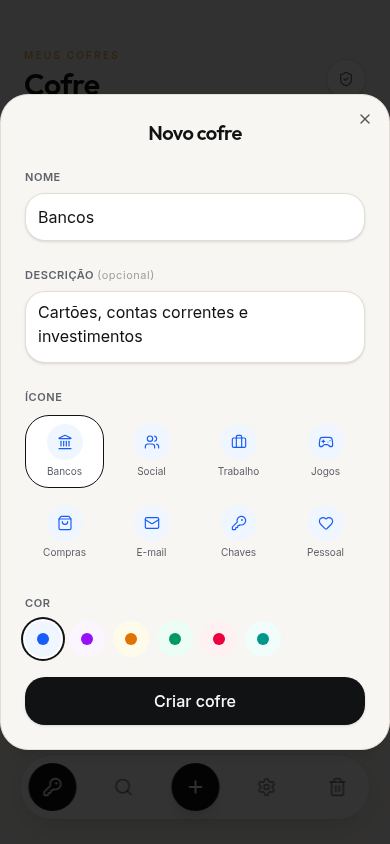 MEUS COFRES
Cofre
Novo cofre
NOME
Bancos
DESCRIÇÃO (opcional)
Cartões, contas correntes e
investimentos
ÍCONE
Bancos
Social
Trabalho
Jogos
Compras
E-mail
Chaves
Pessoal
COR
Criar cofre